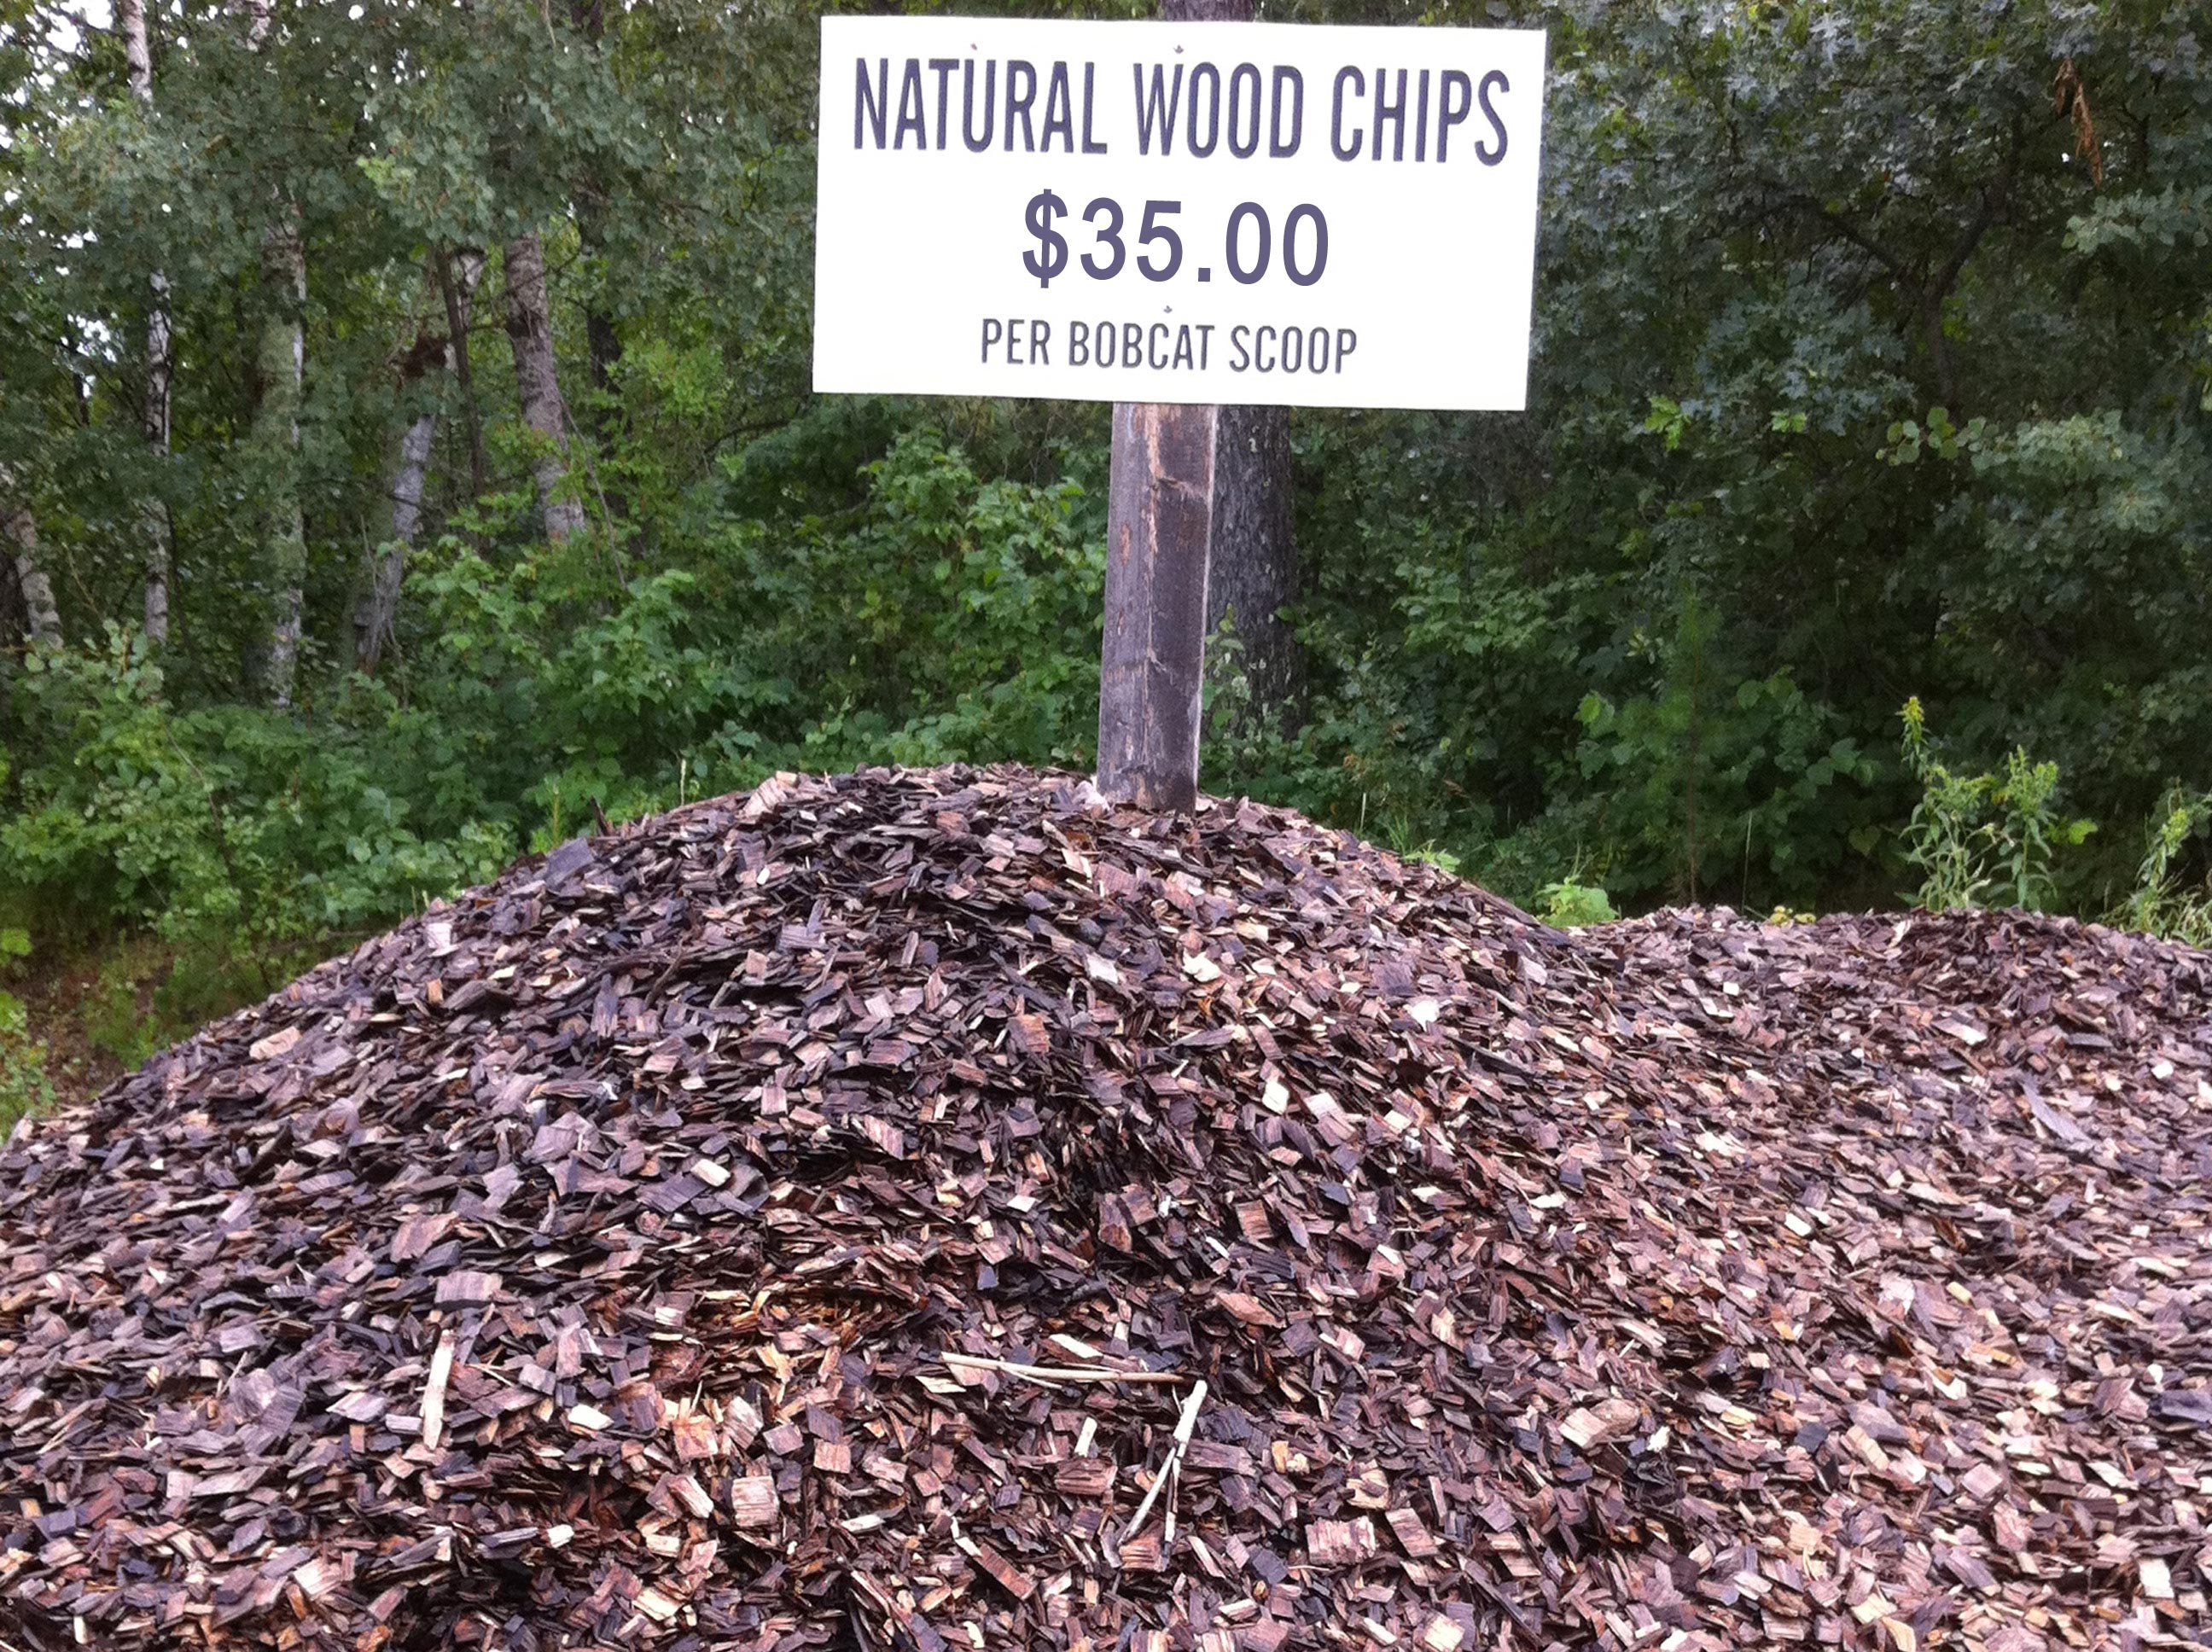 NATURAL WOOD CHIPS
$35.00
PER BOBCAT SCOOP